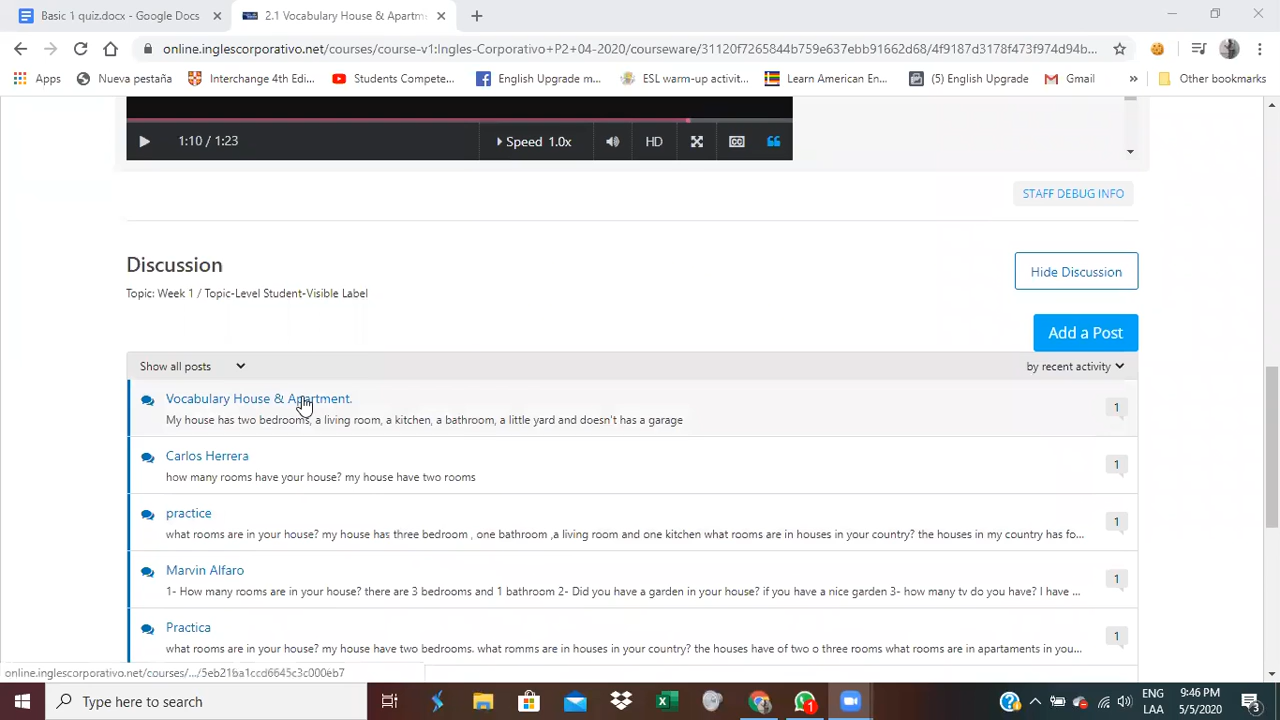 Basic 1 quiz.docx - Google Docs
2.1 Vocabulary House & Apartm
online.inglescorporativo.net/courses/course-v1:Ingles-Corporativo+P2+04-2020/courseware/31120f7265844b759e637ebb91662d68/4f9187d3178f473f974d94b...
Apps
Nueva pestaña
Interchange 4th Edi...
Students Compete...
English Upgrade m...
ESL warm-up activit...
Learn American En...
(5) English Upgrade
Gmail
»
Other bookmarks
1:10 / 1:23
Speed 1.0x
HD
CC
STAFF DEBUG INFO
Discussion
Hide Discussion
Topic: Week 1 / Topic-Level Student-Visible Label
Add a Post
Show all posts
by recent activity
Vocabulary House & Apartment.
1
My house has two bedrooms, a living room, a kitchen, a bathroom, a little yard and doesn't has a garage
Carlos Herrera
1
how many rooms have your house? my house have two rooms
practice
1
what rooms are in your house? my house has three bedroom , one bathroom ,a living room and one kitchen what rooms are in houses in your country? the houses in my country has fo...
Marvin Alfaro
1
1- How many rooms are in your house? there are 3 bedrooms and 1 bathroom 2- Did you have a garden in your house? if you have a nice garden 3- how many tv do you have? I have ...
Practica
1
what rooms are in your house? my house have two bedrooms. what romms are in houses in your country? the houses have of two o three rooms what rooms are in apartaments in you...
online.inglescorporativo.net/courses/.../5eb21ba1ccd6645c3c000eb7
Type here to search
1
ENG
LAA
9:46 PM
5/5/2020
3